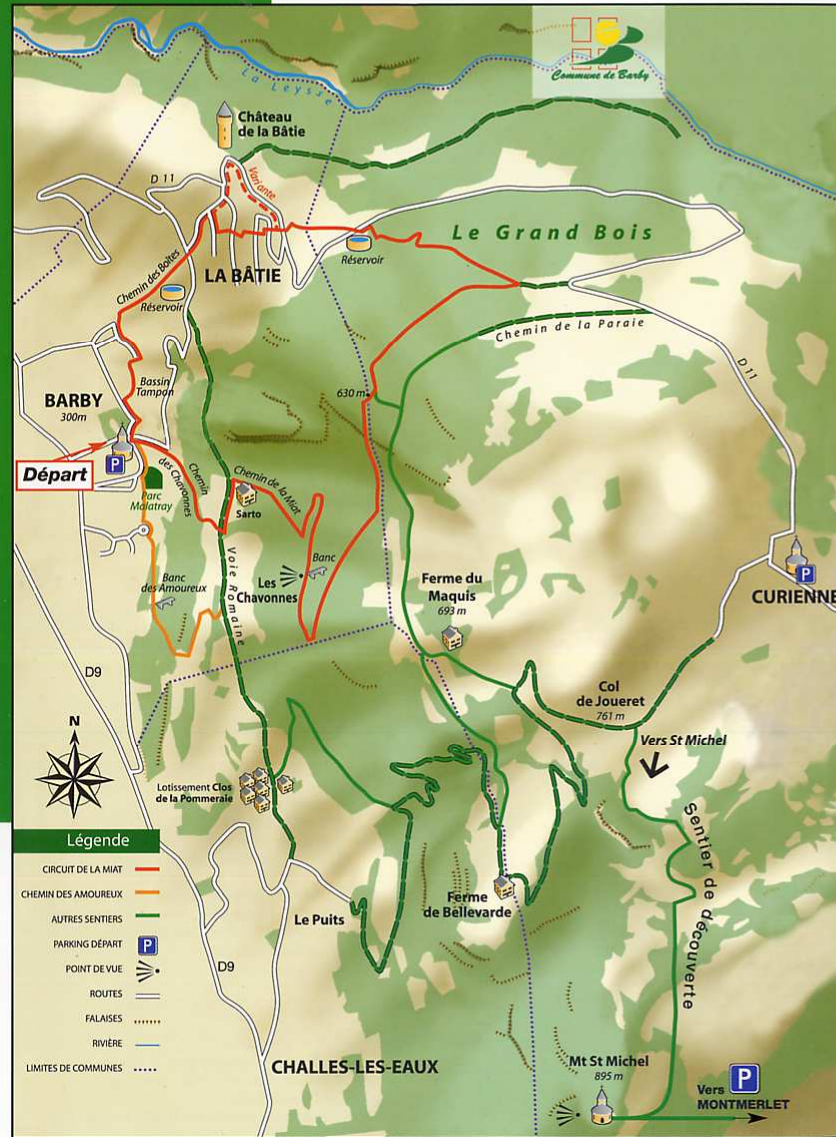 Commune de Barby
La Leysse
Château
de la Bâtie
D 11
Variante
Le Grand Bois
Réservoir
LA BÂTIE
Chemin des Boîtes
Réservoir
Chemin de la Paraie
D 11
Bassin
Tampon
BARBY
300m
630 m
P
Départ
Parc
Malatray
Chemin
des Chavonnes
Chemin de la Miat
Sarto
Voie Romaine
Banc
Les
Chavonnes
Banc
des Amoureux
Ferme du
Maquis
693 m
P
CURIENNE
D9
Col
de Joueret
761 m
Vers St Michel
N
Lotissement Clos
de la Pommeraie
Sentier de découverte
Légende
CIRCUIT DE LA MIAT
CHEMIN DES AMOUREUX
AUTRES SENTIERS
PARKING DÉPART
P
POINT DE VUE
ROUTES
FALAISES
RIVIÈRE
LIMITES DE COMMUNES
Le Puits
Ferme
de Bellevarde
D9
CHALLES-LES-EAUX
Mt St Michel
895 m
Vers
P
MONTMERLET